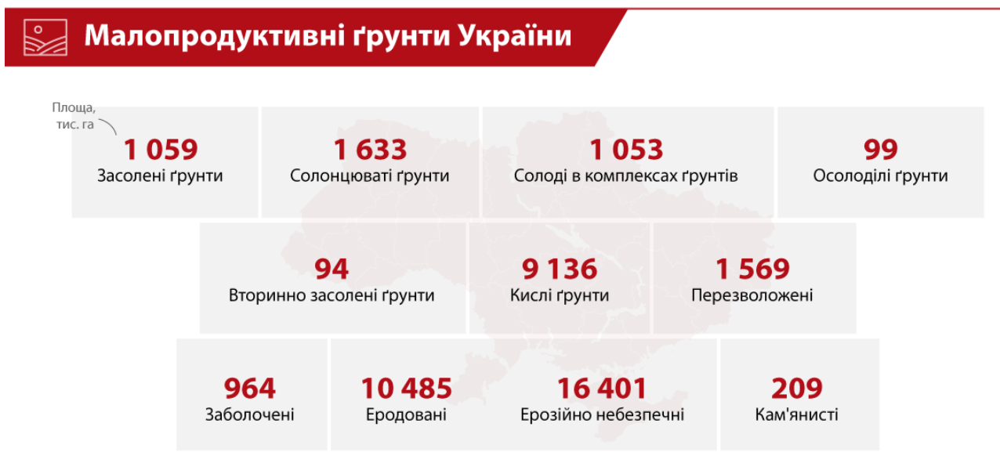 Малопродуктивні ґрунти України
Площа,
тис. га
1 059
Засолені ґрунти
1 633
Солонцюваті ґрунти
1 053
Солоді в комплексах ґрунтів
99
Осолоділі ґрунти
94
Вторинно засолені ґрунти
9 136
Кислі ґрунти
1 569
Перезволожені
964
Заболочені
10 485
Еродовані
16 401
Ерозійно небезпечні
209
Кам'янисті